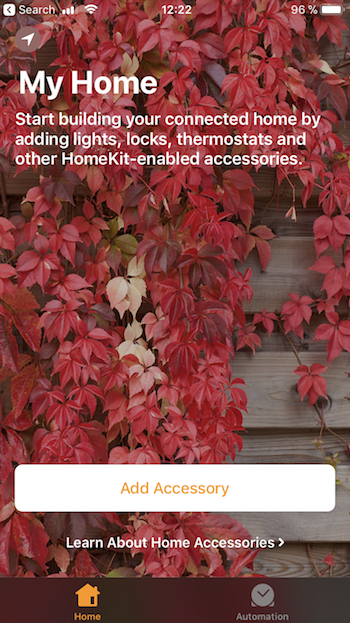 Search 12:22 96 %
My Home
Start building your connected home by
adding lights, locks, thermostats and
other HomeKit-enabled accessories.
Add Accessory
Learn About Home Accessories
Home Automation